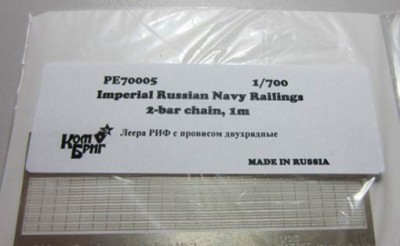 PE70005 1/700
Imperial Russian Navy Railings
2-bar chain, 1m
Ком Бриг
Леера РИФ с провисом двухрядные
MADE IN RUSSIA